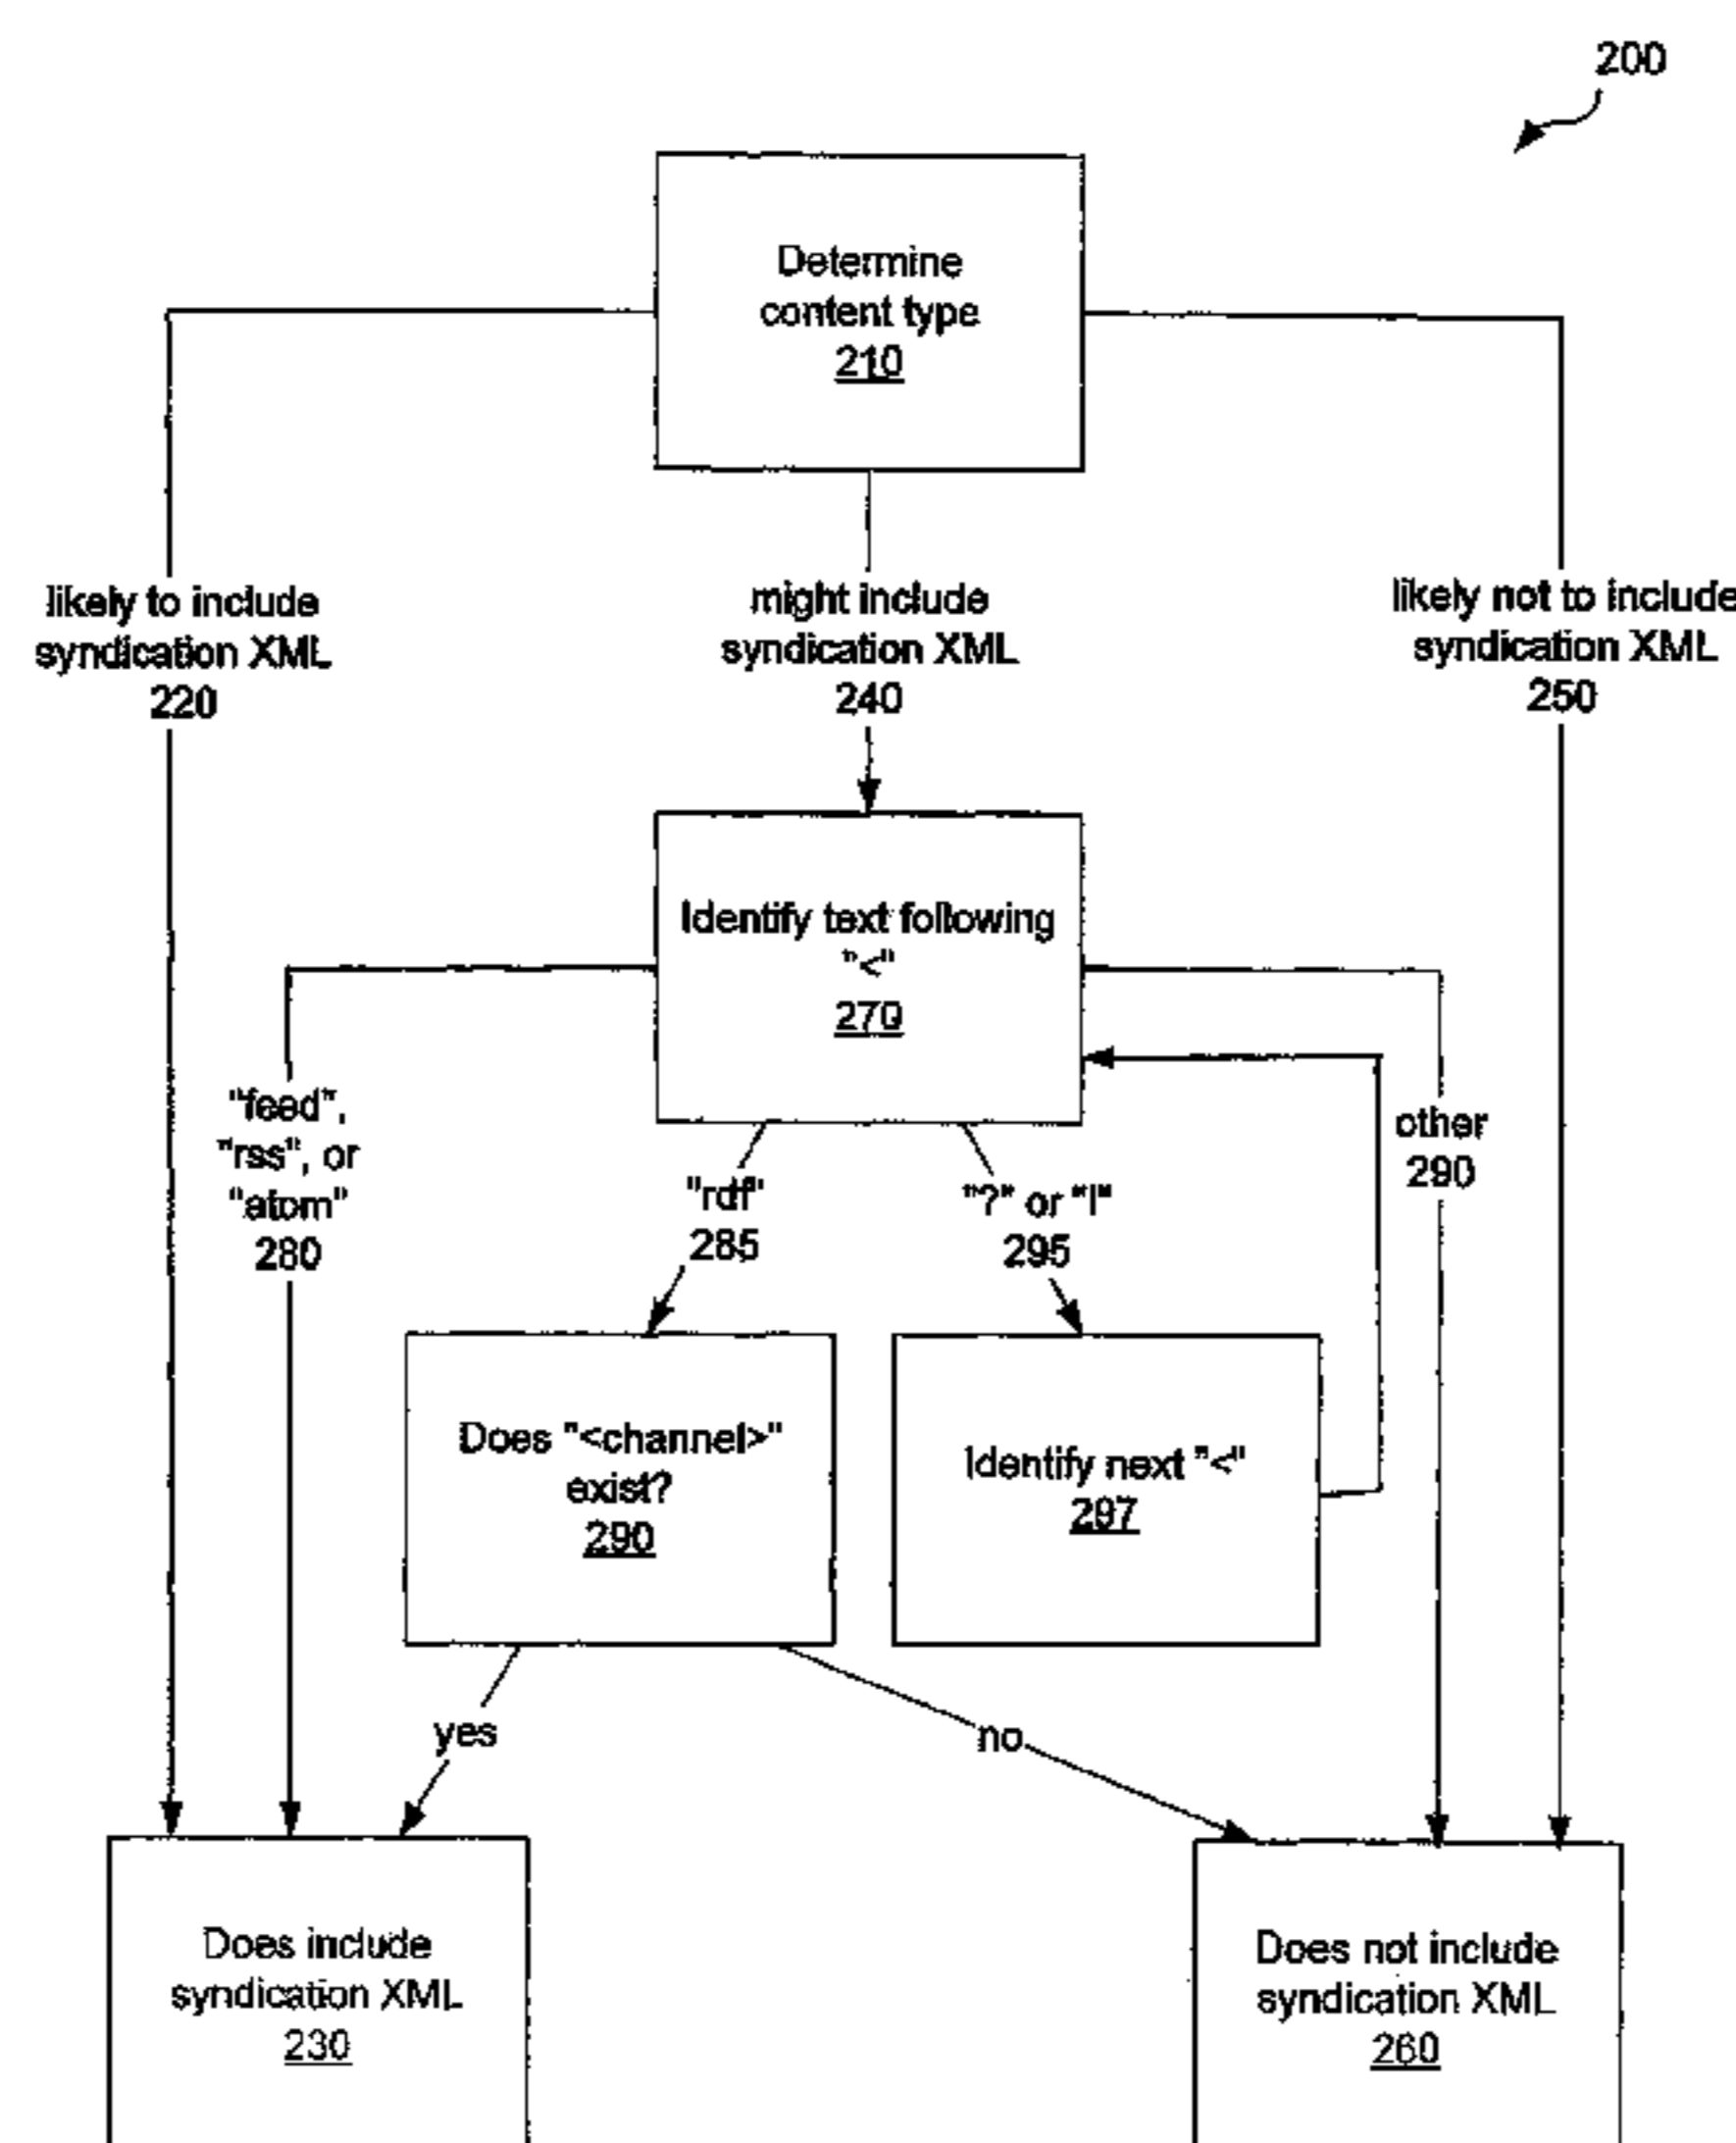 200
Determine
content type
210
likely to include
syndication XML
220
might include
syndication XML
240
likely not to include
syndication XML
250
Identify text following
"<"
270
"feed",
"rss", or
"atom"
280
"rdf"
285
"?" or "!"
295
other
290
Does "<channel>"
exist?
290
Identify next "<"
297
yes
no
Does include
syndication XML
230
Does not include
syndication XML
260